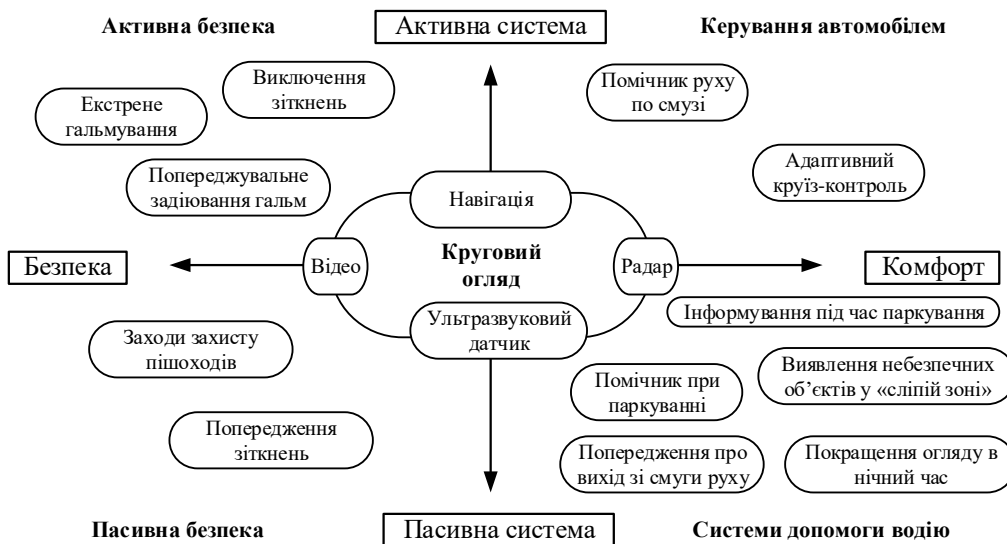 Активна безпека
Активна система
Керування автомобілем
Виключення
зіткнень
Помічник руху
по смузі
Екстрене
гальмування
Попереджувальне
задіювання гальм
Адаптивний
круїз-контроль
Навігація
Безпека
Відео
Круговий
огляд
Радар
Комфорт
Ультразвуковий
датчик
Інформування під час паркування
Заходи захисту
пішоходів
Помічник при
паркуванні
Виявлення небезпечних
об’єктів у «сліпій зоні»
Попередження
зіткнень
Попередження про
вихід зі смуги руху
Покращення огляду в
нічний час
Пасивна безпека
Пасивна система
Системи допомоги водію